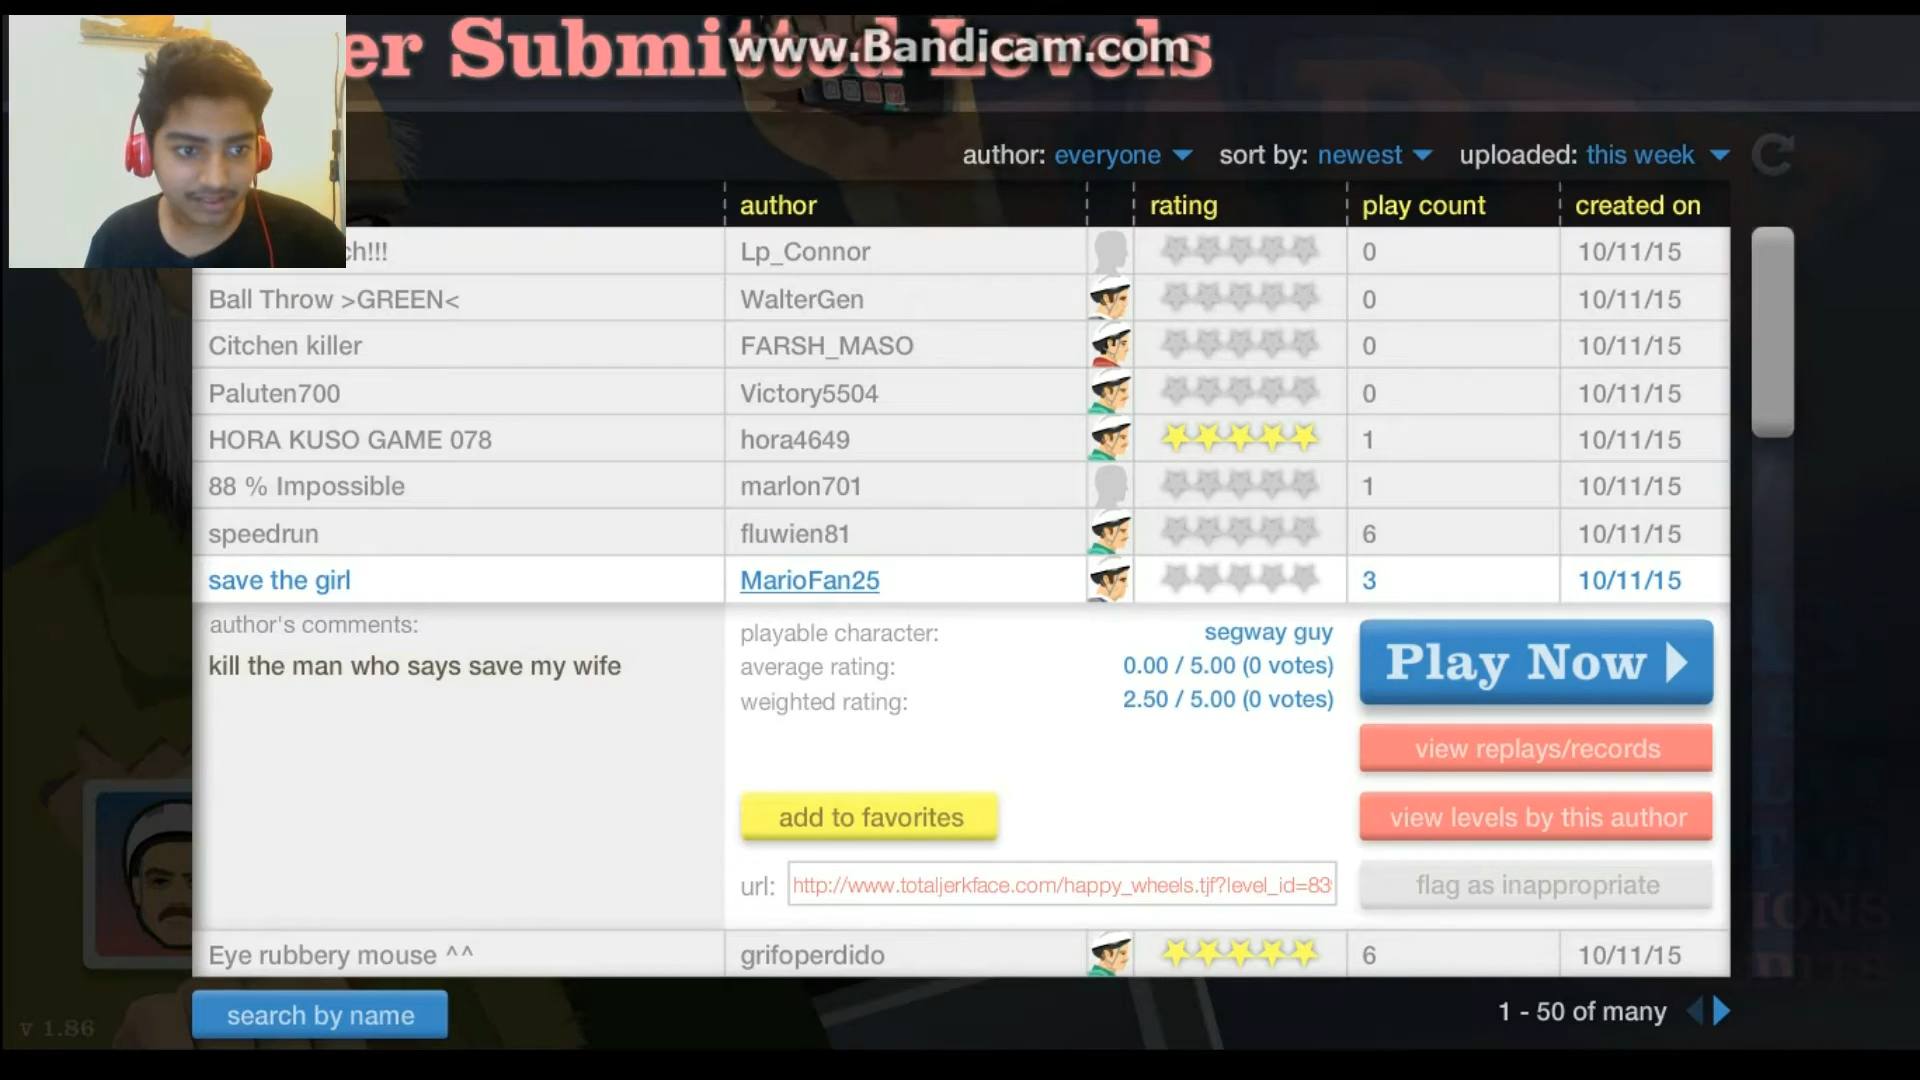 er Submitted Levels
www.Bandicam.com
author: everyone sort by: newest uploaded: this week
author rating play count created on
ch!!! Lp_Connor 0 10/11/15
Ball Throw >GREEN< WalterGen 0 10/11/15
Citchen killer FARSH_MASO 0 10/11/15
Paluten700 Victory5504 0 10/11/15
HORA KUSO GAME 078 hora4649 1 10/11/15
88 % Impossible marlon701 1 10/11/15
speedrun fluwien81 6 10/11/15
save the girl MarioFan25 3 10/11/15
author's comments:
kill the man who says save my wife
playable character: segway guy
average rating: 0.00 / 5.00 (0 votes)
weighted rating: 2.50 / 5.00 (0 votes)
Play Now
view replays/records
add to favorites
view levels by this author
url: http://www.totaljerkface.com/happy_wheels.tjf?level_id=83
flag as inappropriate
Eye rubbery mouse ^^ grifoperdido 6 10/11/15
search by name
1 - 50 of many
v 1.86